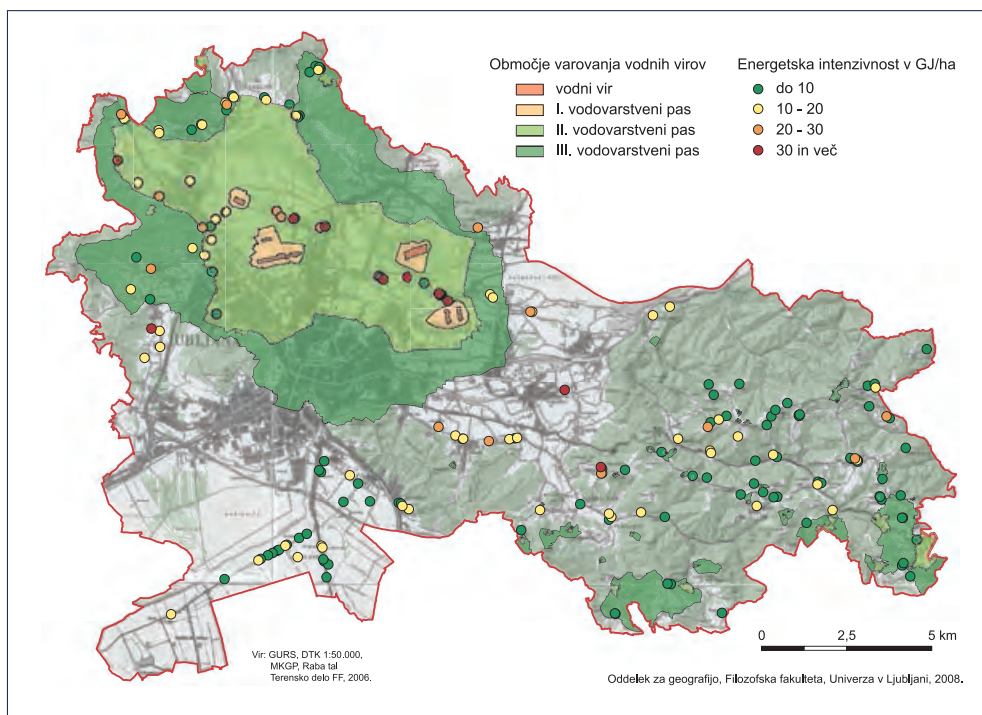 Območje varovanja vodnih virov
vodni vir
I. vodovarstveni pas
II. vodovarstveni pas
III. vodovarstveni pas
Energetska intenzivnost v GJ/ha
do 10
10 - 20
20 - 30
30 in več
0 2,5 5 km
Vir: GURS, DTK 1:50.000,
MKGP, Raba tal
Terensko delo FF, 2006.
Oddelek za geografijo, Filozofska fakulteta, Univerza v Ljubljani, 2008.